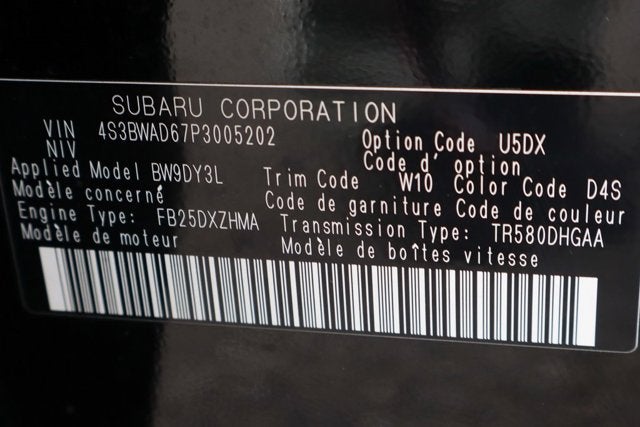 SUBARU CORPORATION
VIN 4S3BWAD67P3005202 Option Code U5DX
NIV Code d' option
Applied Model BW9DY3L Trim Code W10 Color Code D4S
Modèle concerné Code de garniture Code de couleur
Engine Type: FB25DXZHMA Transmission Type: TR580DHGAA
Modèle de moteur Modèle de boîtes vitesse